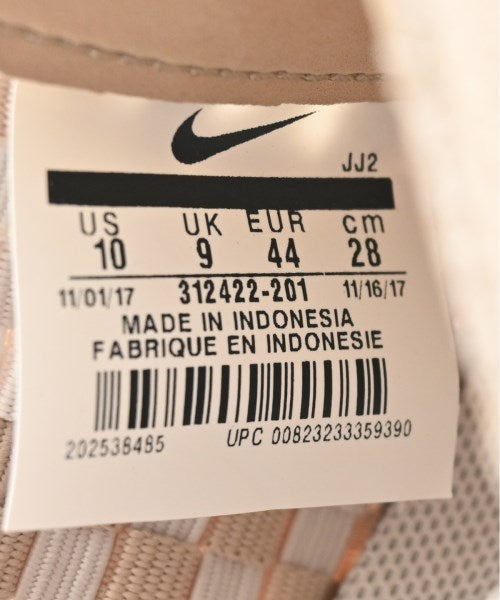 JJ2
US UK EUR cm
10 9 44 28
11/01/17 312422-201 11/16/17
MADE IN INDONESIA
FABRIQUE EN INDONESIE
202538485 UPC 00823233359390